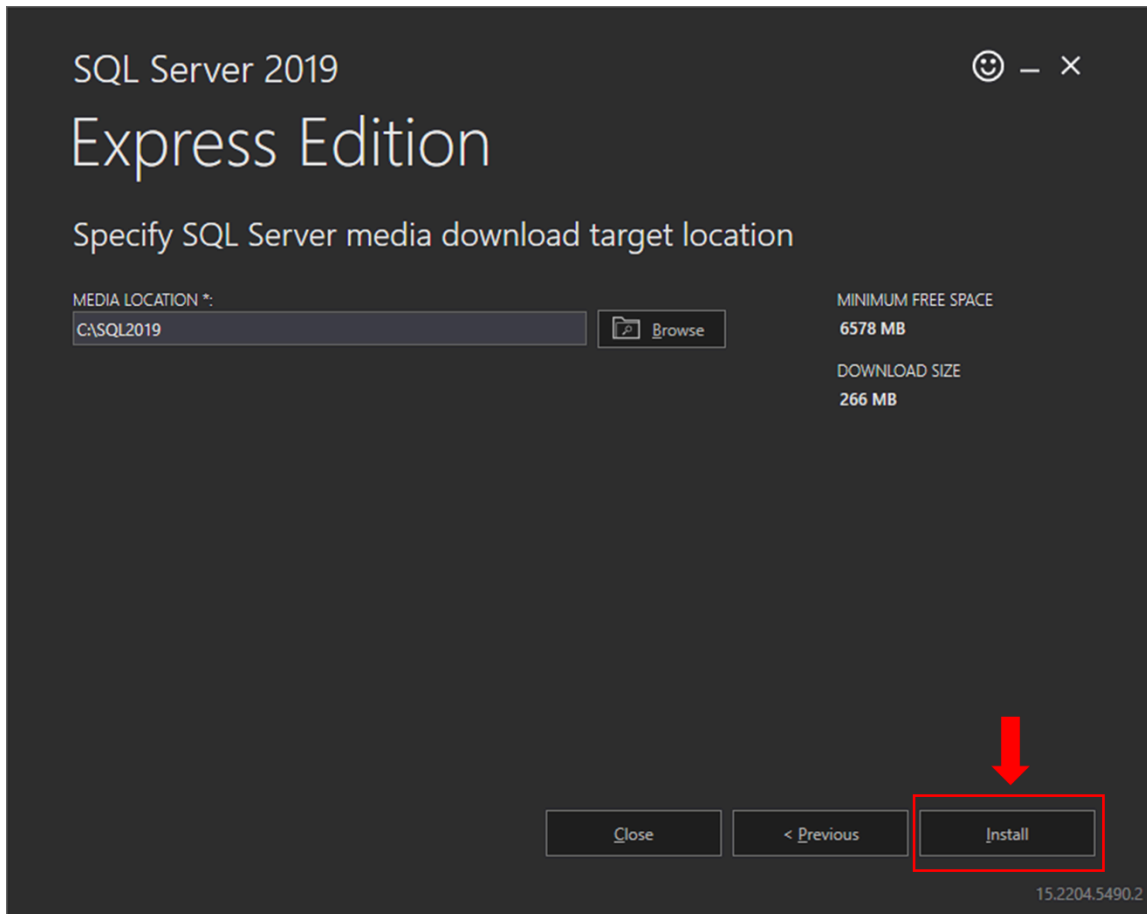 SQL Server 2019
Express Edition
Specify SQL Server media download target location
MEDIA LOCATION *:
C:\SQL2019
Browse
MINIMUM FREE SPACE
6578 MB
DOWNLOAD SIZE
266 MB
Close
< Previous
Install
15.2204.5490.2